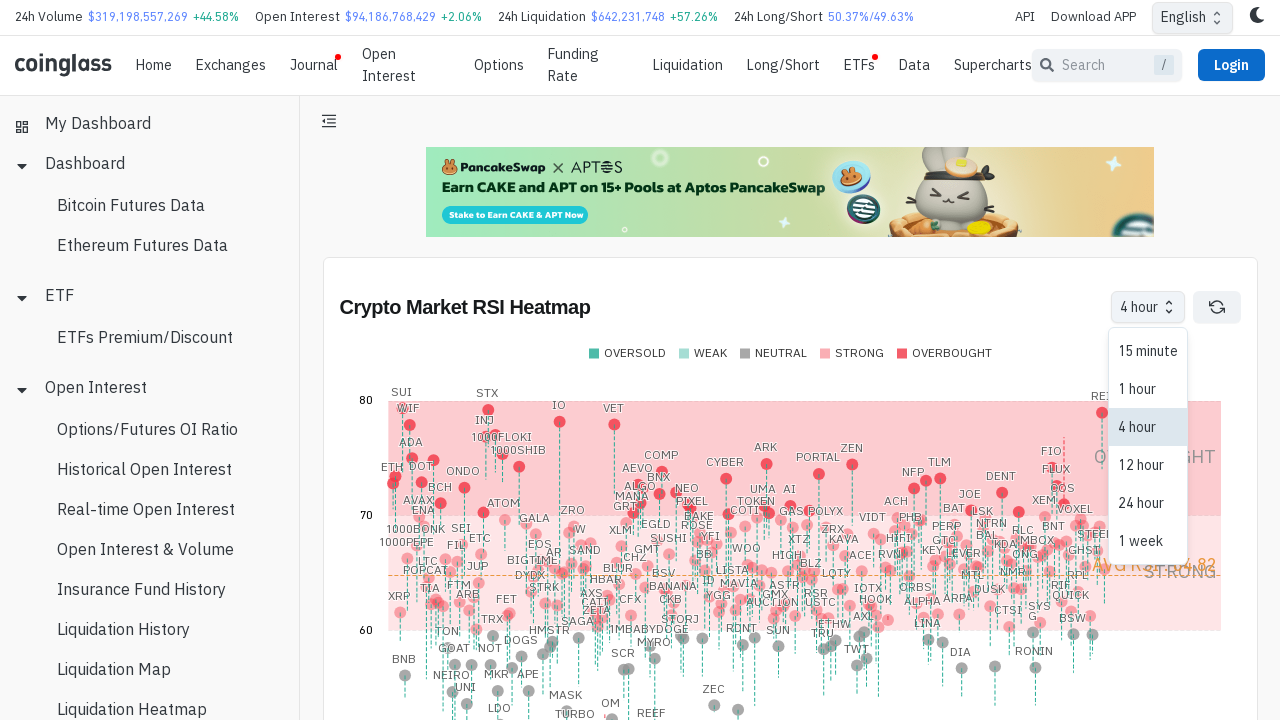 24h Volume $319,198,557,269 +44.58% Open Interest $94,186,768,429 +2.06% 24h Liquidation $642,231,748 +57.26% 24h Long/Short 50.37%/49.63% API Download APP English
coinglass Home Exchanges Journal Open Interest Options Funding Rate Liquidation Long/Short ETFs Data Supercharts Search / Login
My Dashboard
Dashboard
Bitcoin Futures Data
Ethereum Futures Data
ETF
ETFs Premium/Discount
Open Interest
Options/Futures OI Ratio
Historical Open Interest
Real-time Open Interest
Open Interest & Volume
Insurance Fund History
Liquidation History
Liquidation Map
Liquidation Heatmap
PancakeSwap × APTOS
Earn CAKE and APT on 15+ Pools at Aptos PancakeSwap
Stake to Earn CAKE & APT Now
Crypto Market RSI Heatmap
4 hour
15 minute
1 hour
4 hour
12 hour
24 hour
1 week
OVERSOLD WEAK NEUTRAL STRONG OVERBOUGHT
80
SUI STX
WIF IO VET
INJ
1000FLOKI
ADA 1000SHIB ARK ZEN
COMP PORTAL FIO
ETH DOT ONDO AEVO BNX CYBER NFP TLM FLUX
BCH ALGO NEO UMA AI DENT COS
MANA
AVAX ATOM GRT PIXEL TOKEN ACH JOE XEM
ENA ZRO COTI GAS POLYX BAT LSK VOXEL
70
GALA BAKE VIDT PHB NTRN
1000BONK SEI XLM EGLD ROSE ZRX PERP BNT
1000PEPE FIL ETC EOS SAND SUSHI YFI XTZ KAVA HIFI GTC BAL RLC STEEM
KDA MBOX
LTC BIGTIME CHZ GMT BB WOO HIGH ACE RVN KEY LEVER ONG GHST
POPCAT JUP DYDX BLUR BSV LISTA BLZ LQTY MTL NMR RPL
STRONG
XRP TIA FTM STRK HBAR BANANA ID MAVIA ASTR RSR IOTX ORBS DUSK RIF
ARB AXS CFX CKB YGG GMX USTC HOOK ALPHA ARPA QUICK
FET TATA ZETA AUCTION CTSI SYS
TRX SAGA STORJ AXL LINA BSW
60
TON HMSTR 1MBABYDOGE RDNT SUN ETHW
TRU
GOAT NOT DOGS MYRO TWT RONIN
BNB SCR DIA
NEIRO MKR APE
UNI ZEC
MASK OM
LDO TURBO REEF